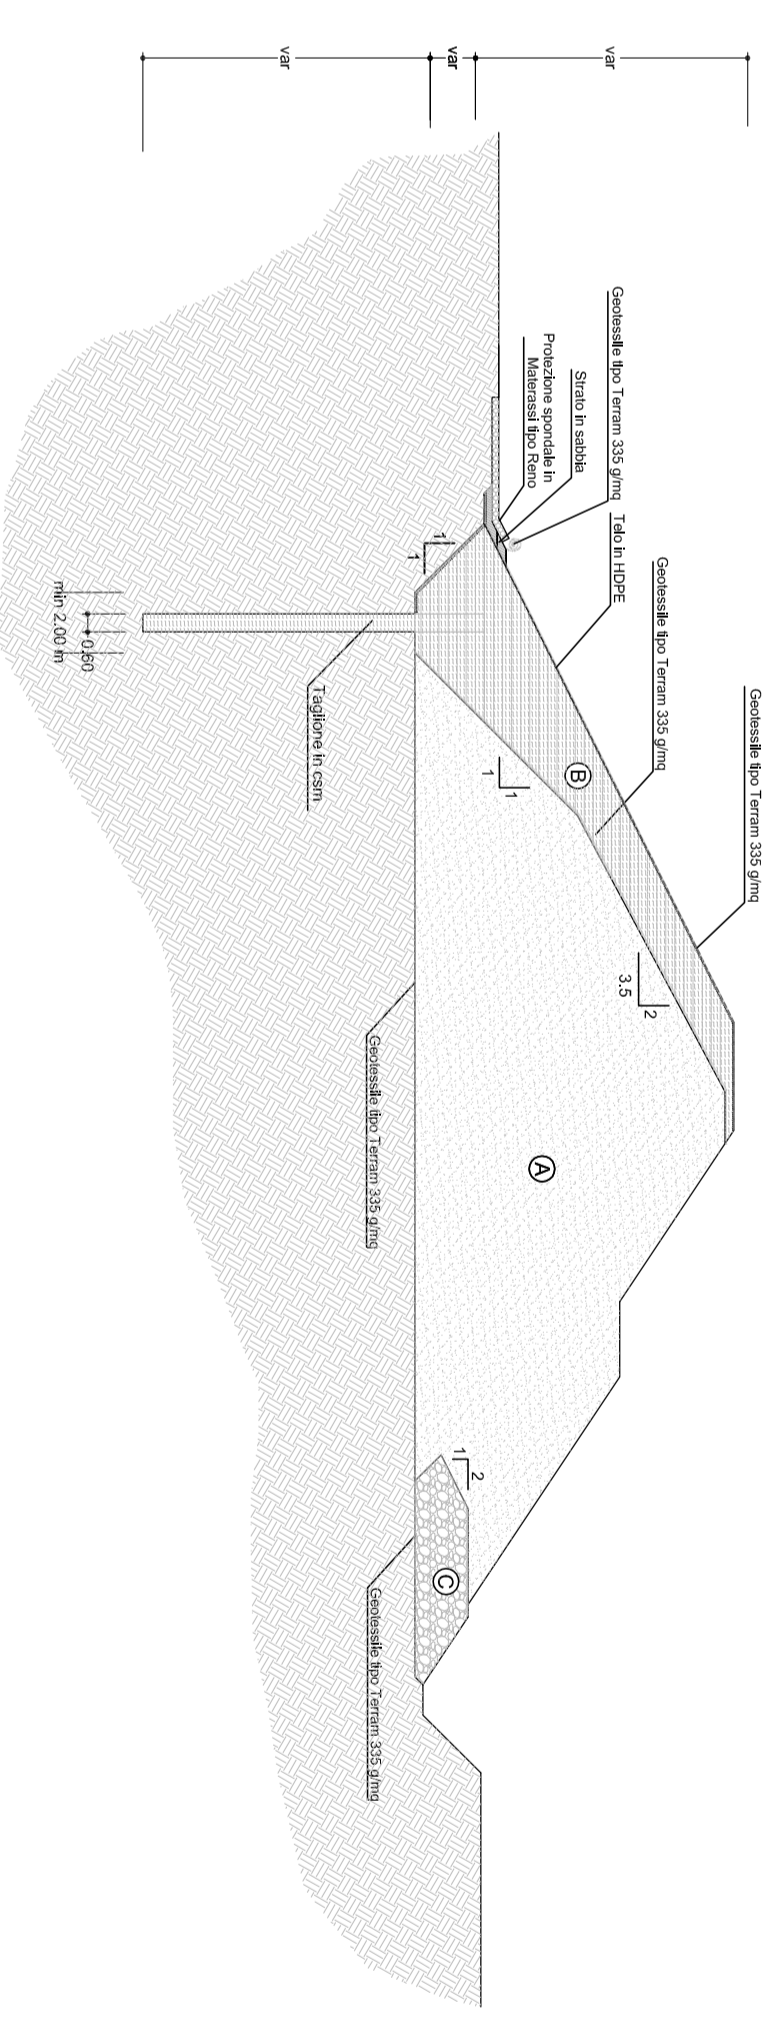 var
var
var
Geotessile tipo Terram 335 g/mq
Strato in sabbia
Protezione spondale in
Materassi tipo Reno
Telo in HDPE
Geotessile tipo Terram 335 g/mq
Geotessile tipo Terram 335 g/mq
1
1
min 2.00 m
0.60
Taglione in csm
B
1
1
3.5
2
A
Geotessile tipo Terram 335 g/mq
1
2
C
Geotessile tipo Terram 335 g/mq